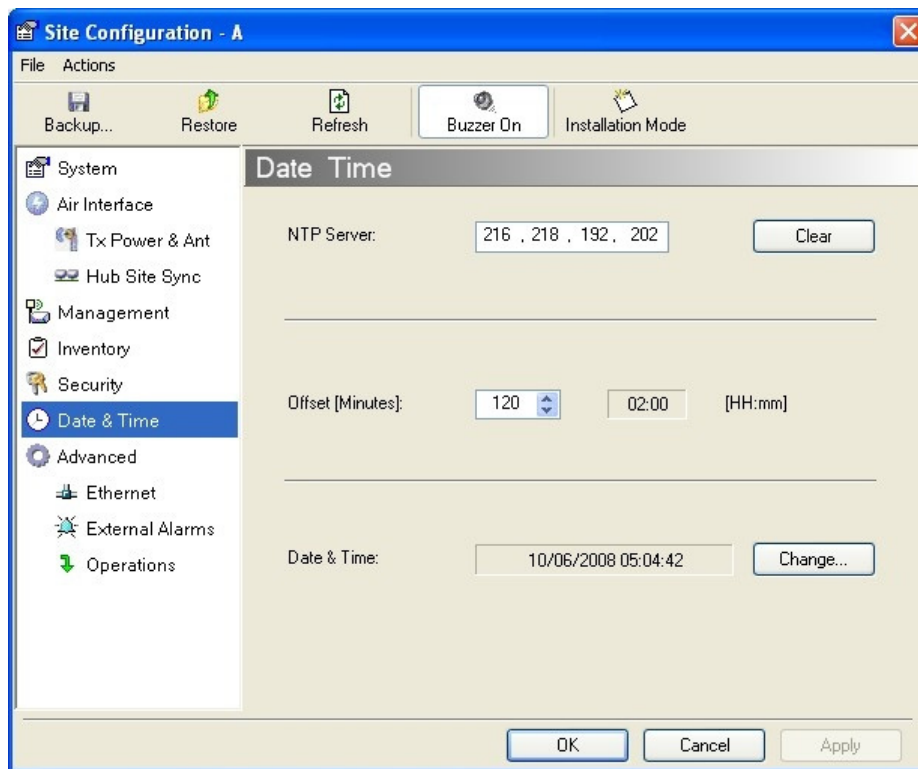 Site Configuration - A
File Actions
Backup... Restore Refresh Buzzer On Installation Mode
System
Air Interface
Tx Power & Ant
Hub Site Sync
Management
Inventory
Security
Date & Time
Advanced
Ethernet
External Alarms
Operations
Date Time
NTP Server: 216 , 218 , 192 , 202 Clear
Offset [Minutes]: 120 02:00 [HH:mm]
Date & Time: 10/06/2008 05:04:42 Change...
OK Cancel Apply